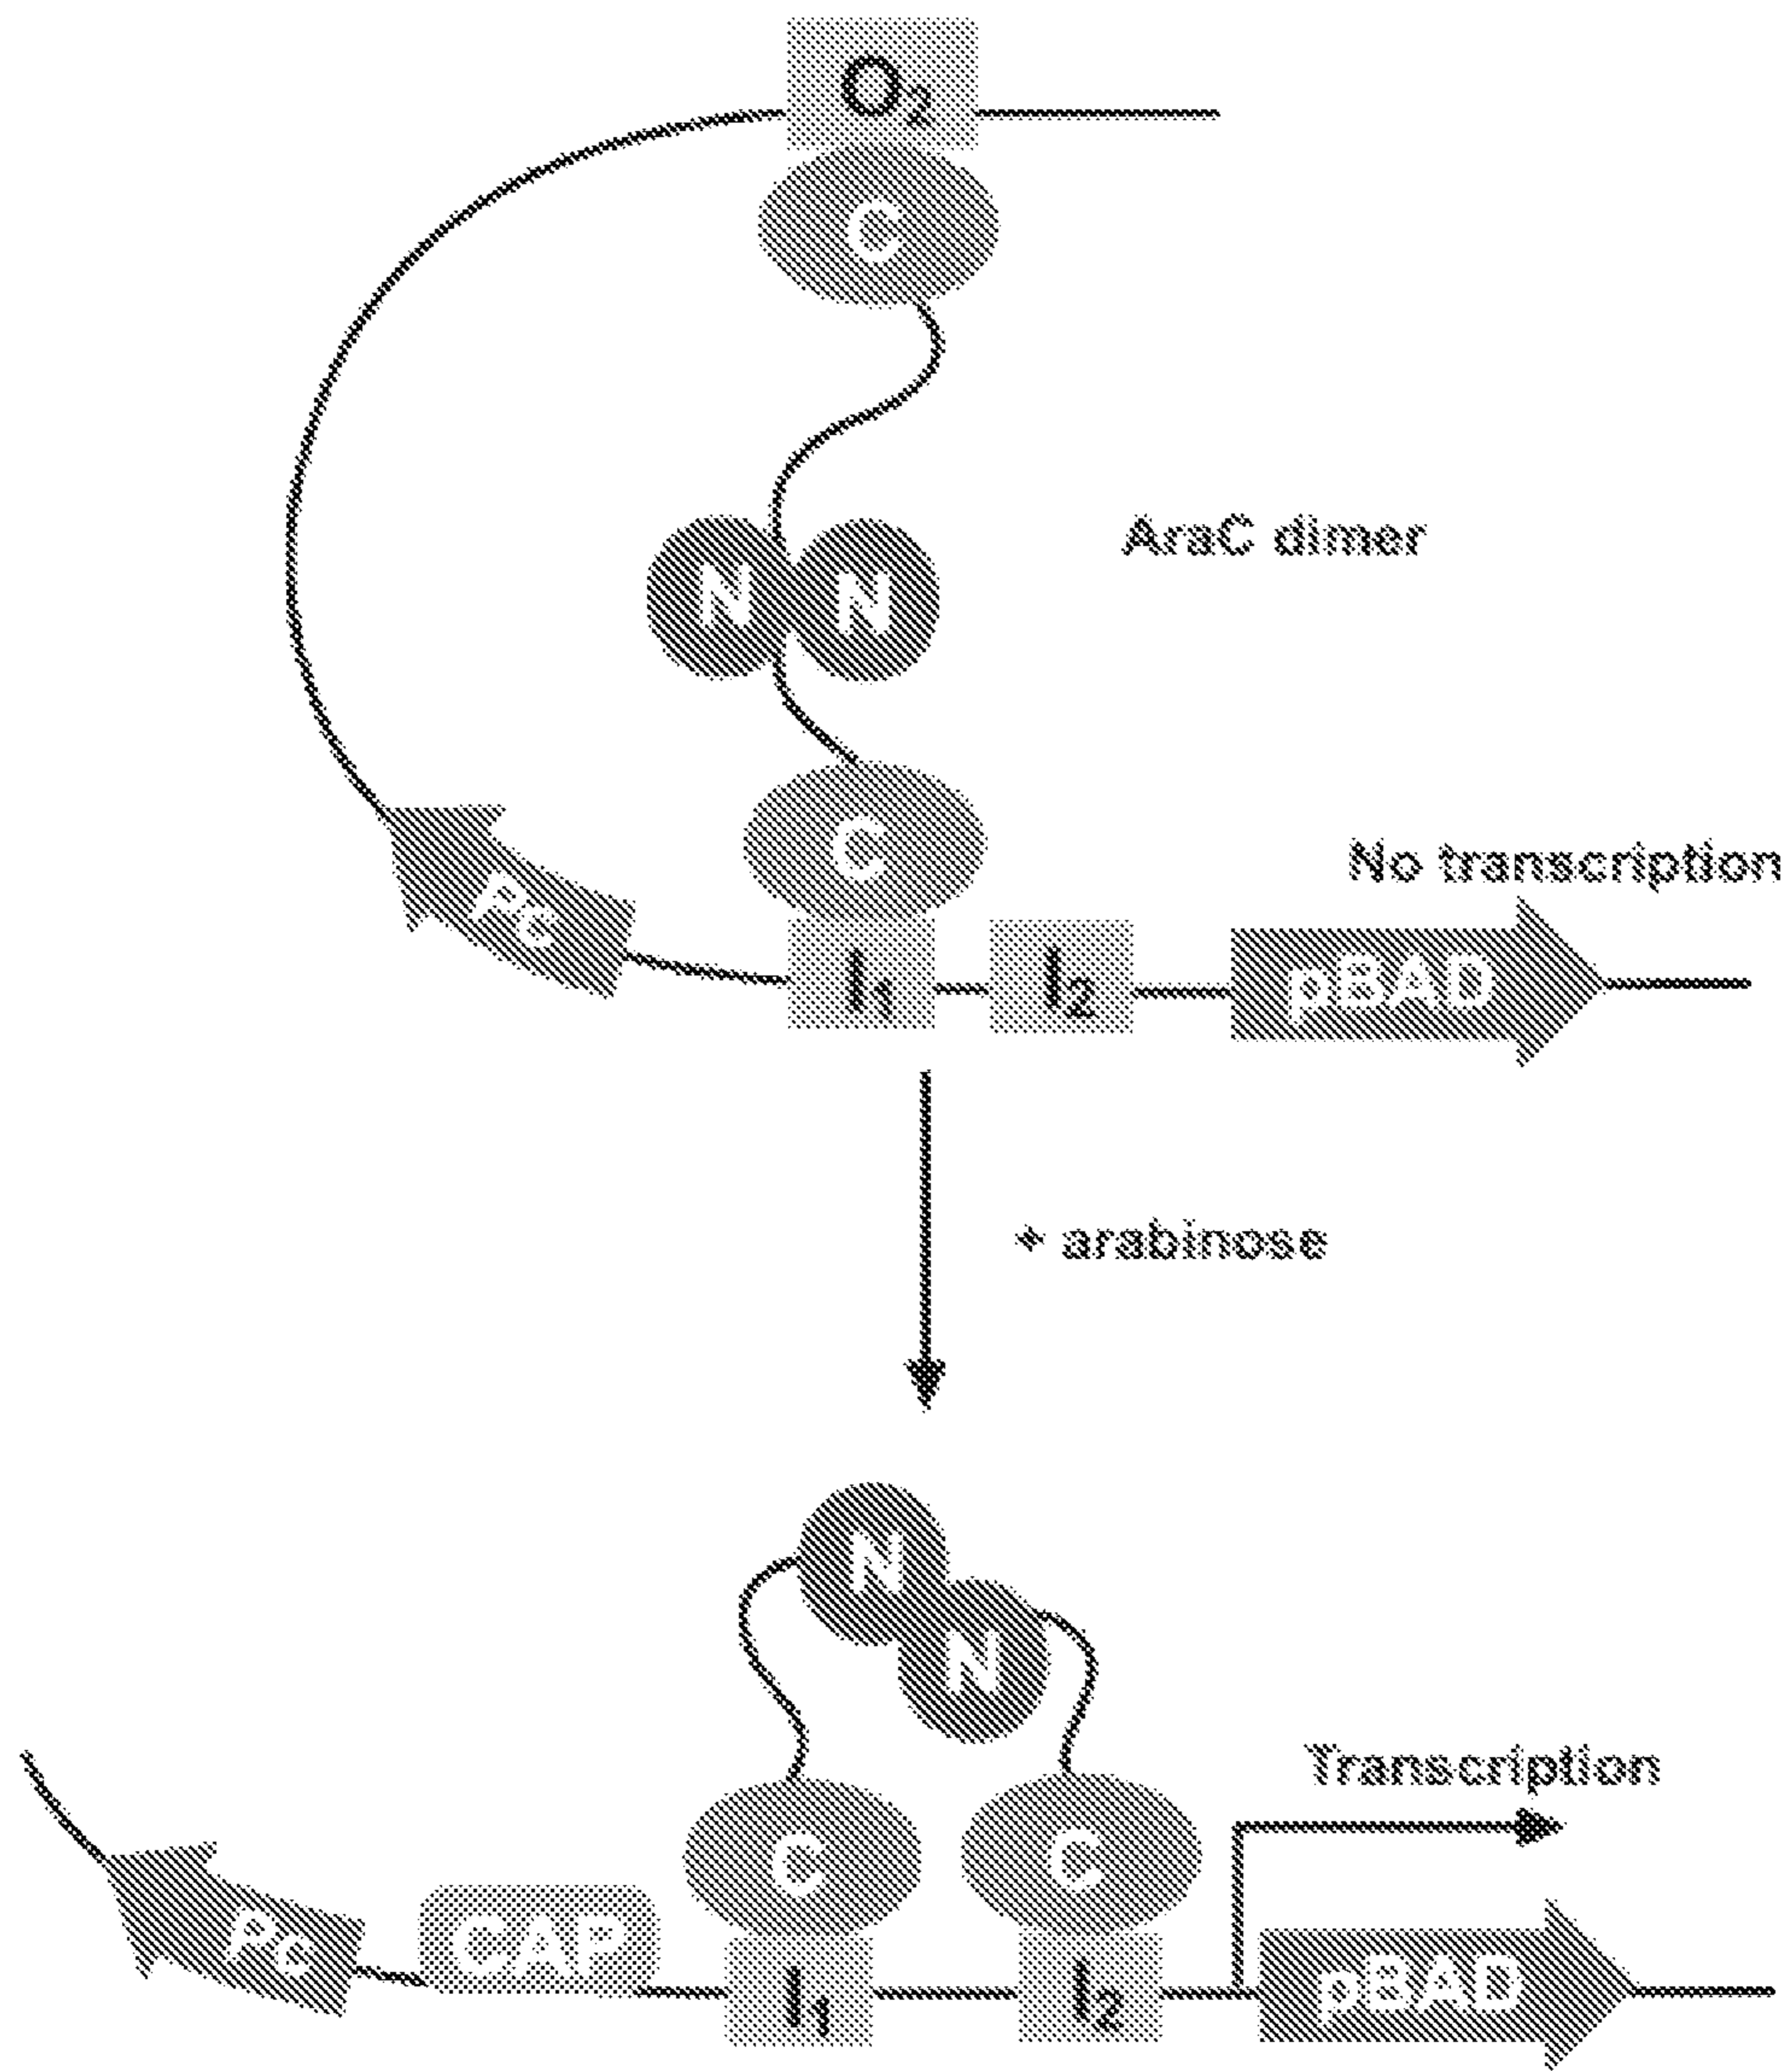 O2
C
N N
AraC dimer
C
No transcription
Pc
I1
I2
pBAD
+ arabinose
N
N
Transcription
C
C
Pc
CAP
I1
I2
pBAD